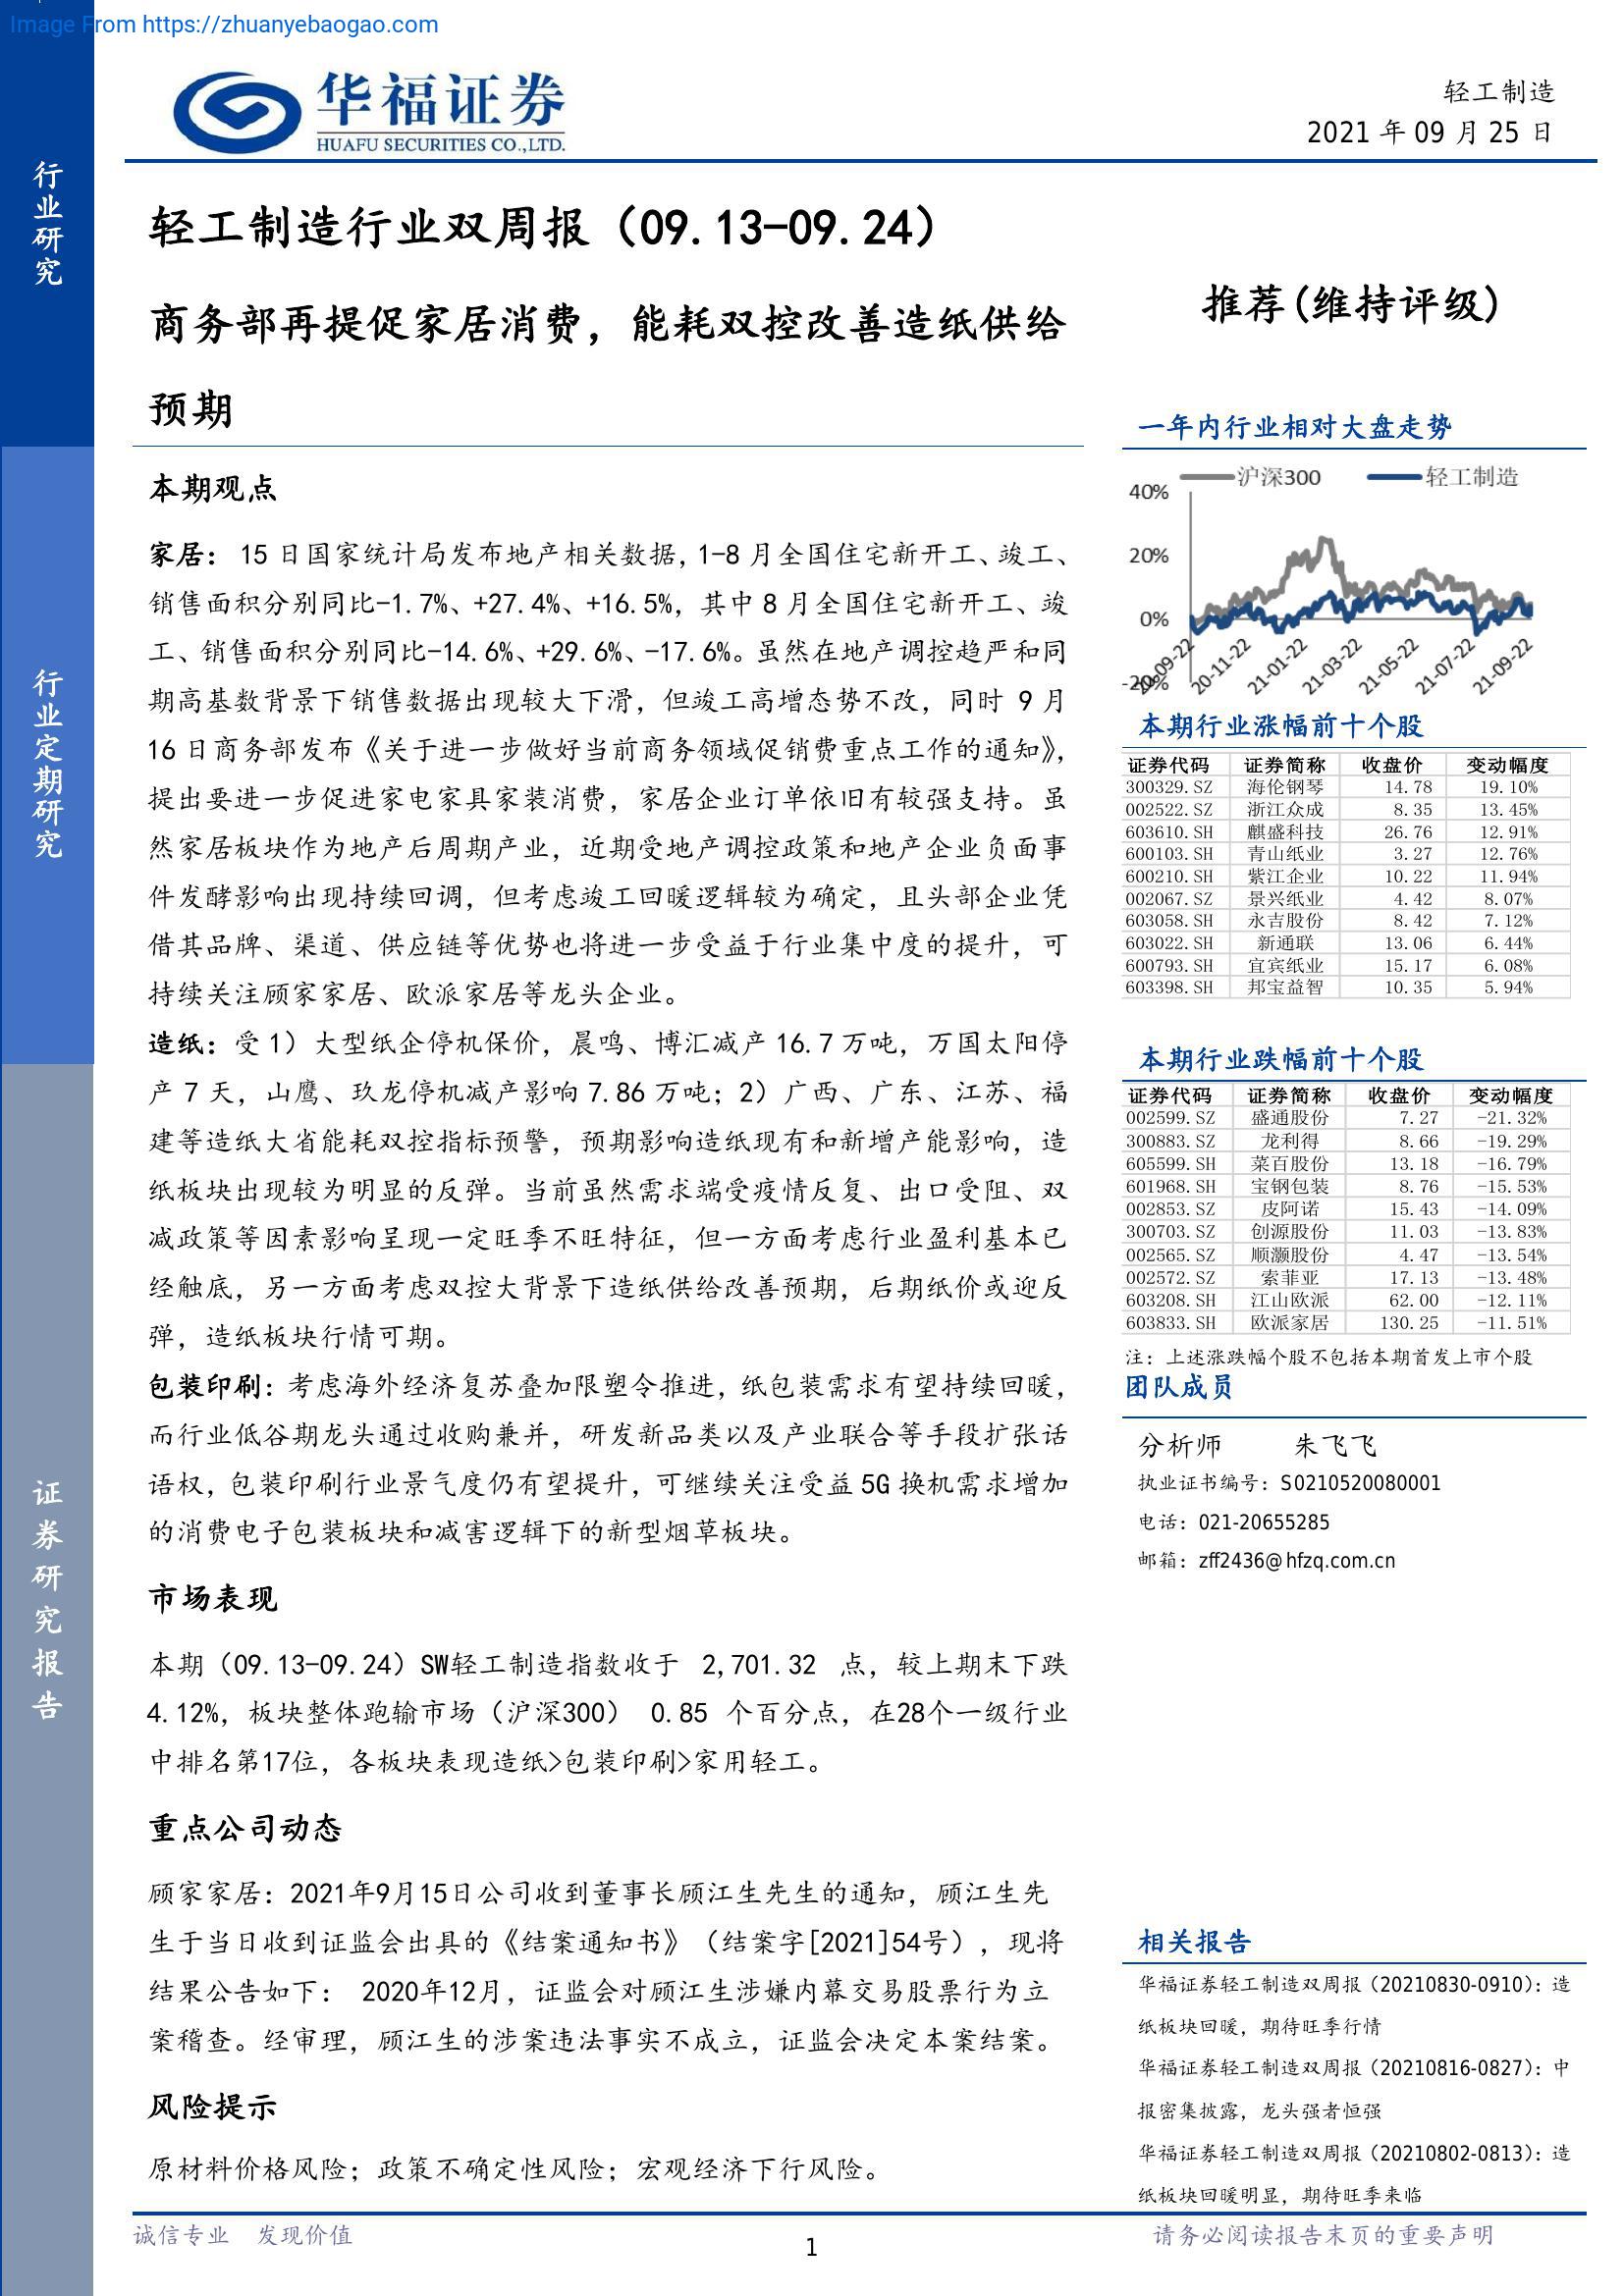 Image From https://zhuanyebaogao.com
华福证券
HUAFU SECURITIES CO.,LTD.
轻工制造
2021 年 09 月 25 日
行业研究
行业定期研究
证券研究报告
轻工制造行业双周报（09.13-09.24）
商务部再提促家居消费，能耗双控改善造纸供给
预期
推荐(维持评级)
本期观点
家居： 15 日国家统计局发布地产相关数据，1-8 月全国住宅新开工、竣工、
销售面积分别同比-1.7%、+27.4%、+16.5%，其中 8 月全国住宅新开工、竣
工、销售面积分别同比-14.6%、+29.6%、-17.6%。虽然在地产调控趋严和同
期高基数背景下销售数据出现较大下滑，但竣工高增态势不改，同时 9 月
16 日商务部发布《关于进一步做好当前商务领域促销费重点工作的通知》，
提出要进一步促进家电家具家装消费，家居企业订单依旧有较强支持。虽
然家居板块作为地产后周期产业，近期受地产调控政策和地产企业负面事
件发酵影响出现持续回调，但考虑竣工回暖逻辑较为确定，且头部企业凭
借其品牌、渠道、供应链等优势也将进一步受益于行业集中度的提升，可
持续关注顾家家居、欧派家居等龙头企业。
造纸：受 1）大型纸企停机保价，晨鸣、博汇减产 16.7 万吨，万国太阳停
产 7 天，山鹰、玖龙停机减产影响 7.86 万吨；2）广西、广东、江苏、福
建等造纸大省能耗双控指标预警，预期影响造纸现有和新增产能影响，造
纸板块出现较为明显的反弹。当前虽然需求端受疫情反复、出口受阻、双
减政策等因素影响呈现一定旺季不旺特征，但一方面考虑行业盈利基本已
经触底，另一方面考虑双控大背景下造纸供给改善预期，后期纸价或迎反
弹，造纸板块行情可期。
包装印刷：考虑海外经济复苏叠加限塑令推进，纸包装需求有望持续回暖，
而行业低谷期龙头通过收购兼并，研发新品类以及产业联合等手段扩张话
语权，包装印刷行业景气度仍有望提升，可继续关注受益 5G 换机需求增加
的消费电子包装板块和减害逻辑下的新型烟草板块。
市场表现
本期（09.13-09.24）SW轻工制造指数收于 2,701.32 点，较上期末下跌
4.12%，板块整体跑输市场（沪深300） 0.85 个百分点，在28个一级行业
中排名第17位，各板块表现造纸>包装印刷>家用轻工。
重点公司动态
顾家家居：2021年9月15日公司收到董事长顾江生先生的通知，顾江生先
生于当日收到证监会出具的《结案通知书》（结案字[2021]54号），现将
结果公告如下： 2020年12月，证监会对顾江生涉嫌内幕交易股票行为立
案稽查。经审理，顾江生的涉案违法事实不成立，证监会决定本案结案。
风险提示
原材料价格风险；政策不确定性风险；宏观经济下行风险。
一年内行业相对大盘走势
沪深300 轻工制造
40%
20%
0%
-20%
20-09-22 20-11-22 21-01-22 21-03-22 21-05-22 21-07-22 21-09-22
本期行业涨幅前十个股
证券代码 证券简称 收盘价 变动幅度
300329.SZ 海伦钢琴 14.78 19.10%
002522.SZ 浙江众成 8.35 13.45%
603610.SH 麒盛科技 26.76 12.91%
600103.SH 青山纸业 3.27 12.76%
600210.SH 紫江企业 10.22 11.94%
002067.SZ 景兴纸业 4.42 8.07%
603058.SH 永吉股份 8.42 7.12%
603022.SH 新通联 13.06 6.44%
600793.SH 宜宾纸业 15.17 6.08%
603398.SH 邦宝益智 10.35 5.94%
本期行业跌幅前十个股
证券代码 证券简称 收盘价 变动幅度
002599.SZ 盛通股份 7.27 -21.32%
300883.SZ 龙利得 8.66 -19.29%
605599.SH 菜百股份 13.18 -16.79%
601968.SH 宝钢包装 8.76 -15.53%
002853.SZ 皮阿诺 15.43 -14.09%
300703.SZ 创源股份 11.03 -13.83%
002565.SZ 顺灏股份 4.47 -13.54%
002572.SZ 索菲亚 17.13 -13.48%
603208.SH 江山欧派 62.00 -12.11%
603833.SH 欧派家居 130.25 -11.51%
注：上述涨跌幅个股不包括本期首发上市个股
团队成员
分析师 朱飞飞
执业证书编号：S0210520080001
电话：021-20655285
邮箱：zff2436@hfzq.com.cn
相关报告
华福证券轻工制造双周报（20210830-0910）：造
纸板块回暖，期待旺季行情
华福证券轻工制造双周报（20210816-0827）：中
报密集披露，龙头强者恒强
华福证券轻工制造双周报（20210802-0813）：造
纸板块回暖明显，期待旺季来临
诚信专业 发现价值
1
请务必阅读报告末页的重要声明